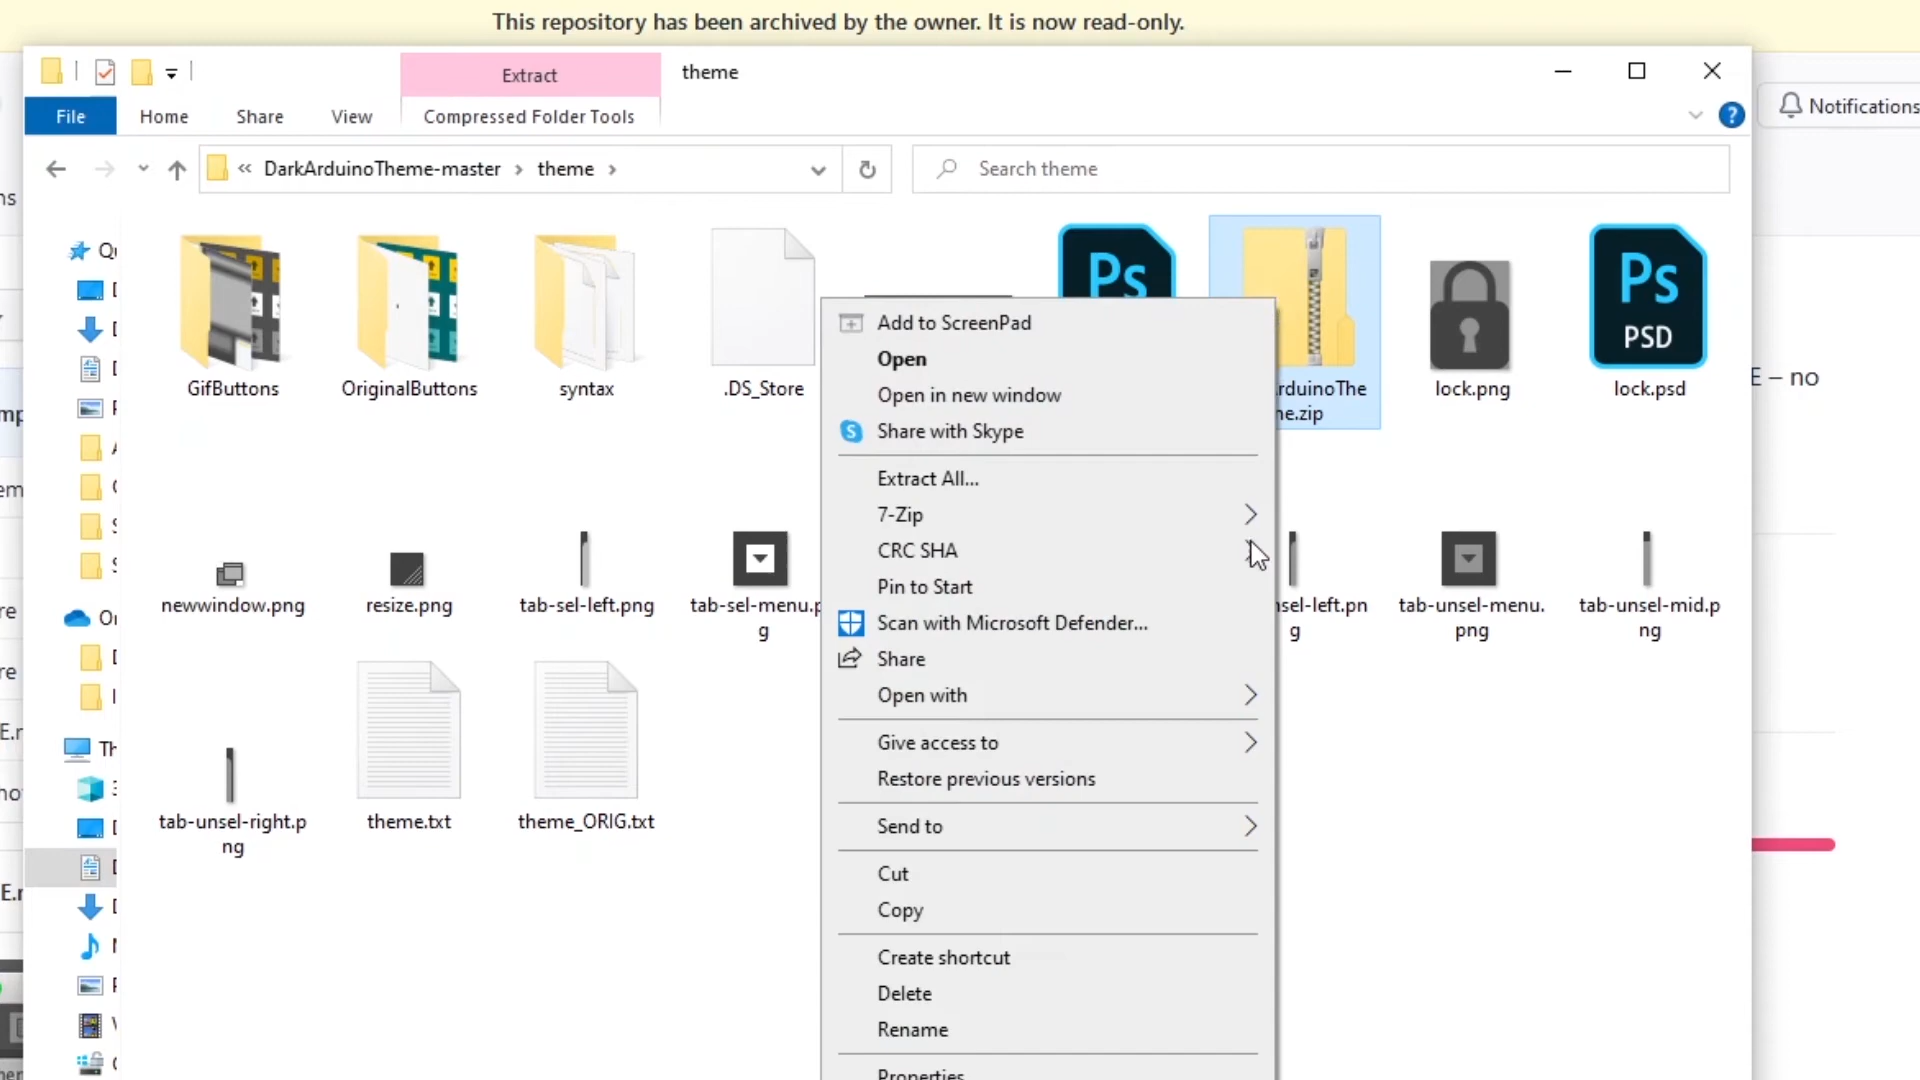 This repository has been archived by the owner. It is now read-only.
Extract
theme
File
Home
Share
View
Compressed Folder Tools
?
Notifications
« DarkArduinoTheme-master > theme >
Search theme
GifButtons
OriginalButtons
syntax
.DS_Store
Ps
rduinoThe
ne.zip
lock.png
Ps
PSD
lock.psd
E – no
Add to ScreenPad
Open
Open in new window
S
Share with Skype
Extract All...
7-Zip
CRC SHA
Pin to Start
Scan with Microsoft Defender...
Share
Open with
Give access to
Restore previous versions
Send to
Cut
Copy
Create shortcut
Delete
Rename
Properties
newwindow.png
resize.png
tab-sel-left.png
tab-sel-menu.p
g
sel-left.pn
g
tab-unsel-menu.
png
tab-unsel-mid.p
ng
tab-unsel-right.p
ng
theme.txt
theme_ORIG.txt